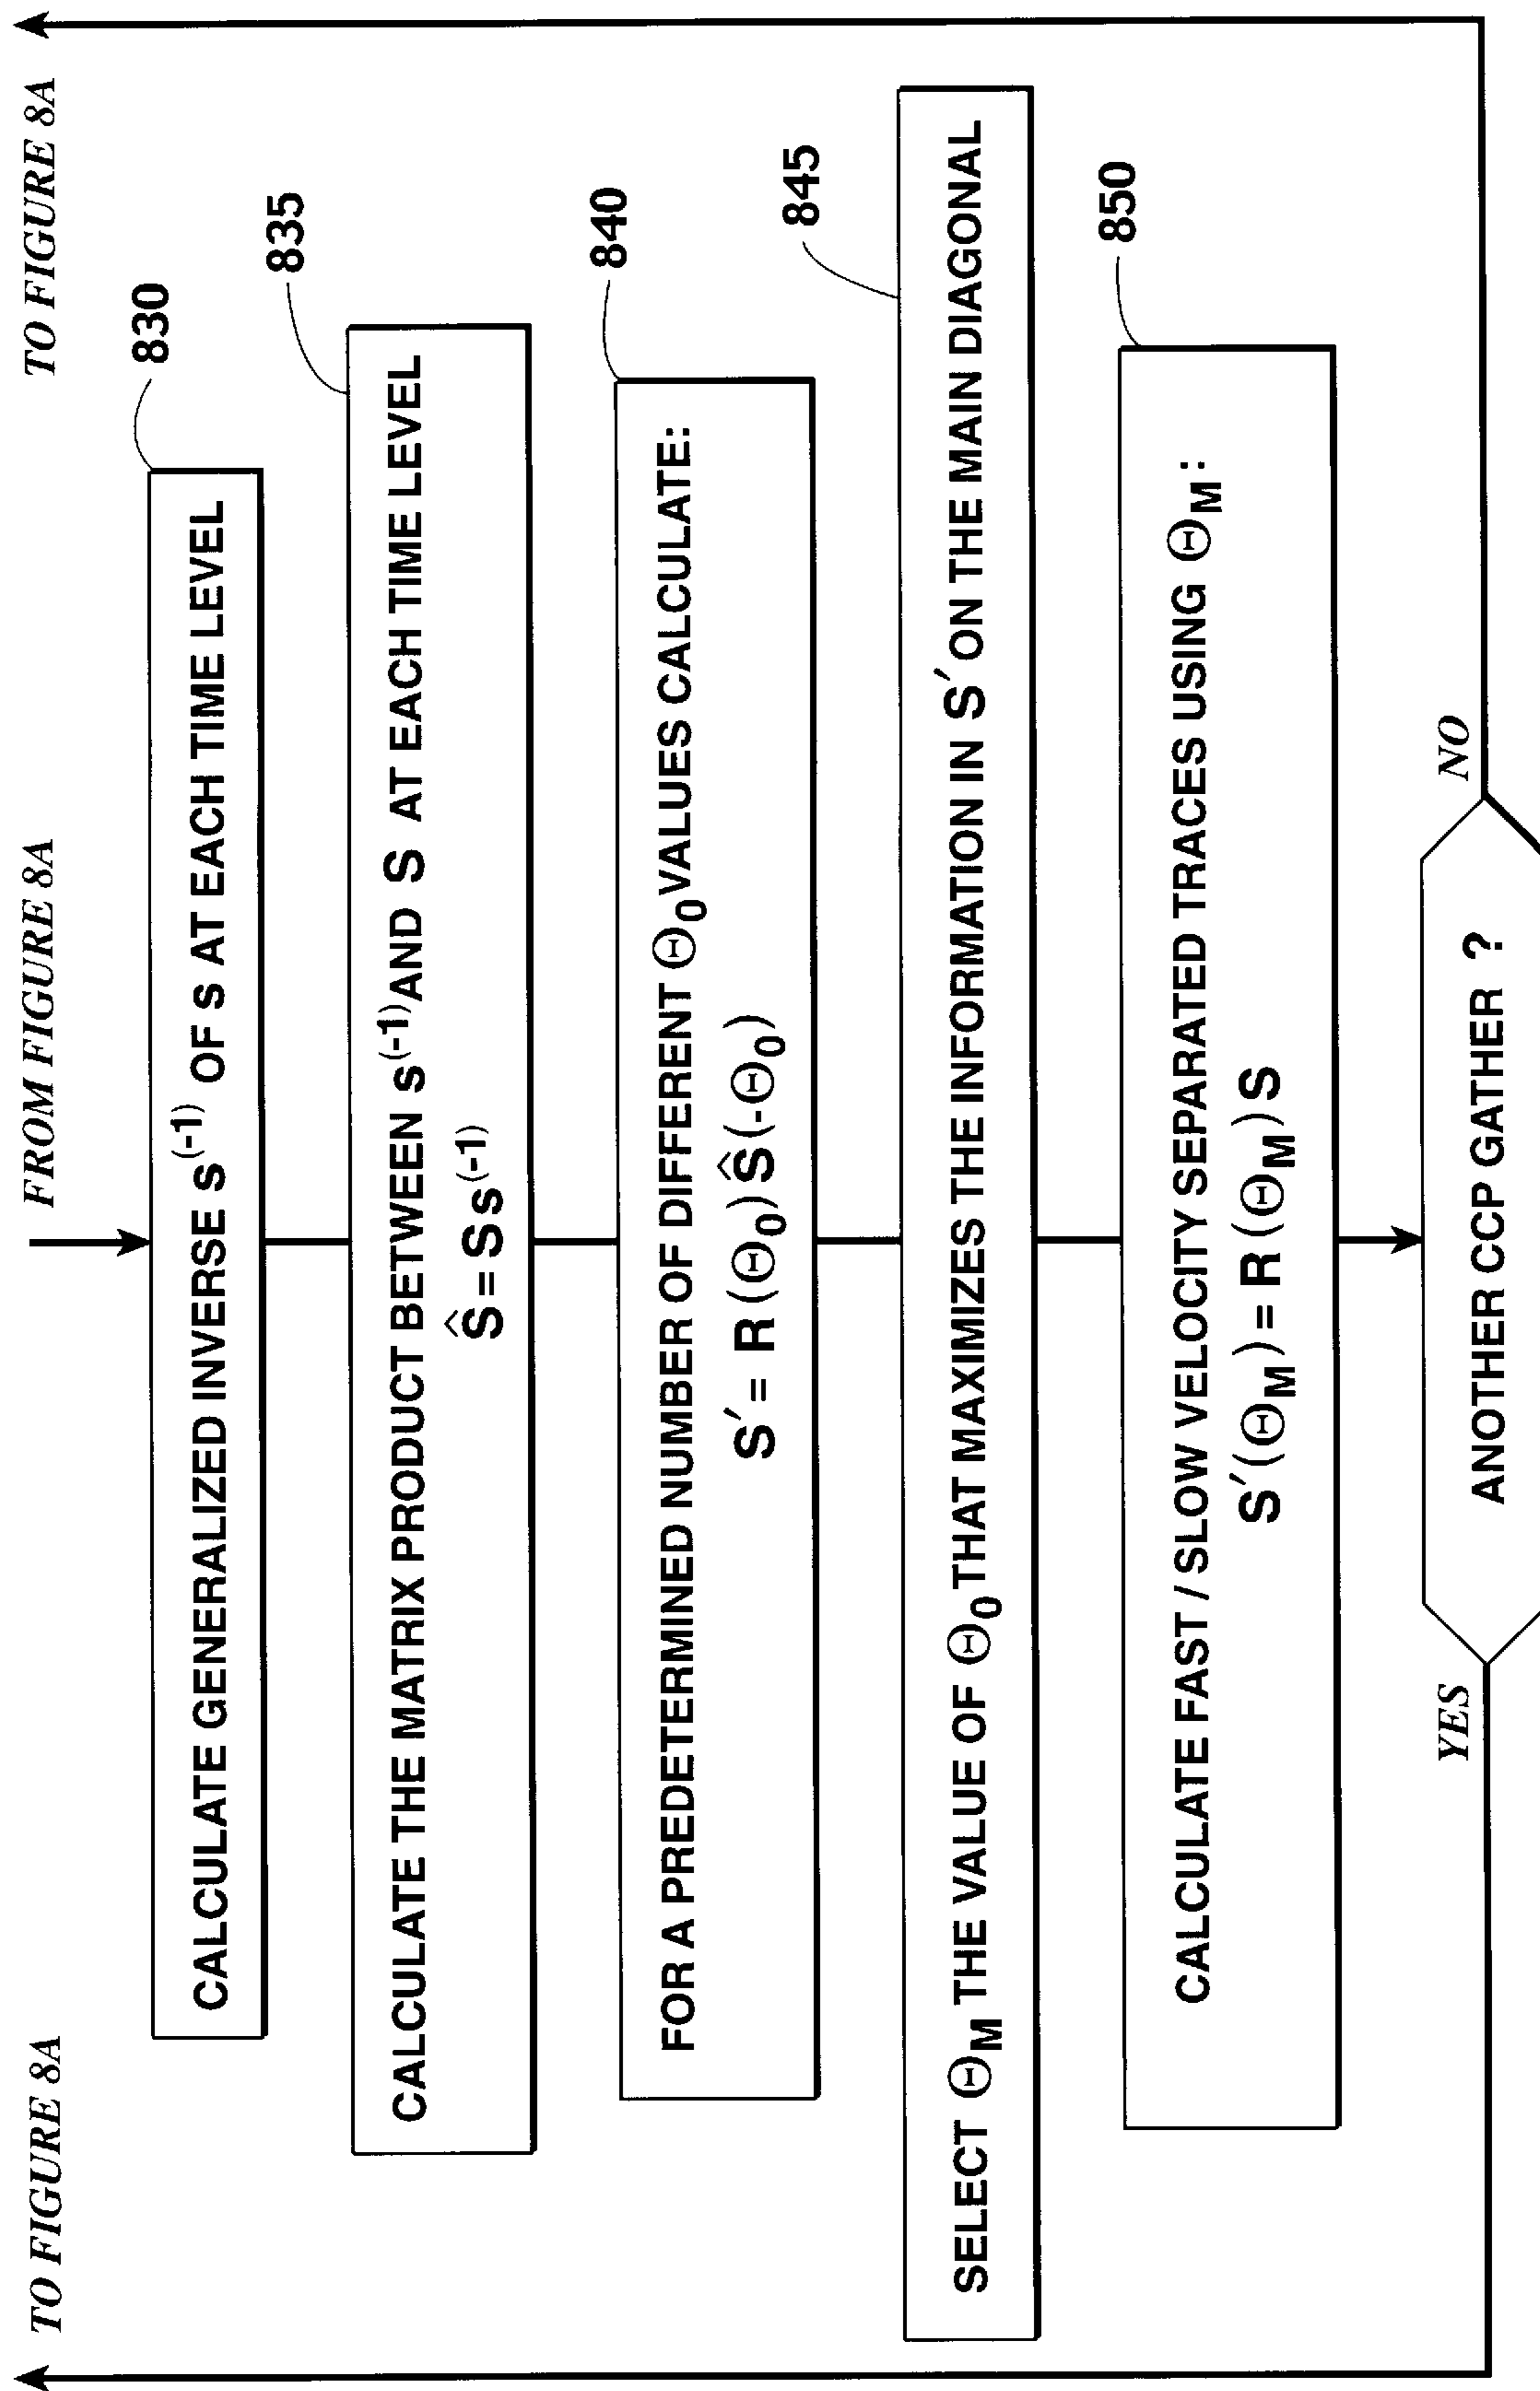 TO FIGURE 8A
FROM FIGURE 8A
TO FIGURE 8A
830
CALCULATE GENERALIZED INVERSE s(-1) OF s AT EACH TIME LEVEL
835
CALCULATE THE MATRIX PRODUCT BETWEEN s(-1) AND S AT EACH TIME LEVEL
Ŝ = S s(-1)
840
FOR A PREDETERMINED NUMBER OF DIFFERENT Θ0 VALUES CALCULATE:
S′ = R (Θ0) Ŝ (-Θ0)
845
SELECT ΘM THE VALUE OF Θ0 THAT MAXIMIZES THE INFORMATION IN S′ ON THE MAIN DIAGONAL
850
CALCULATE FAST / SLOW VELOCITY SEPARATED TRACES USING ΘM:
S′(ΘM) = R (ΘM) S
YES
NO
ANOTHER CCP GATHER ?